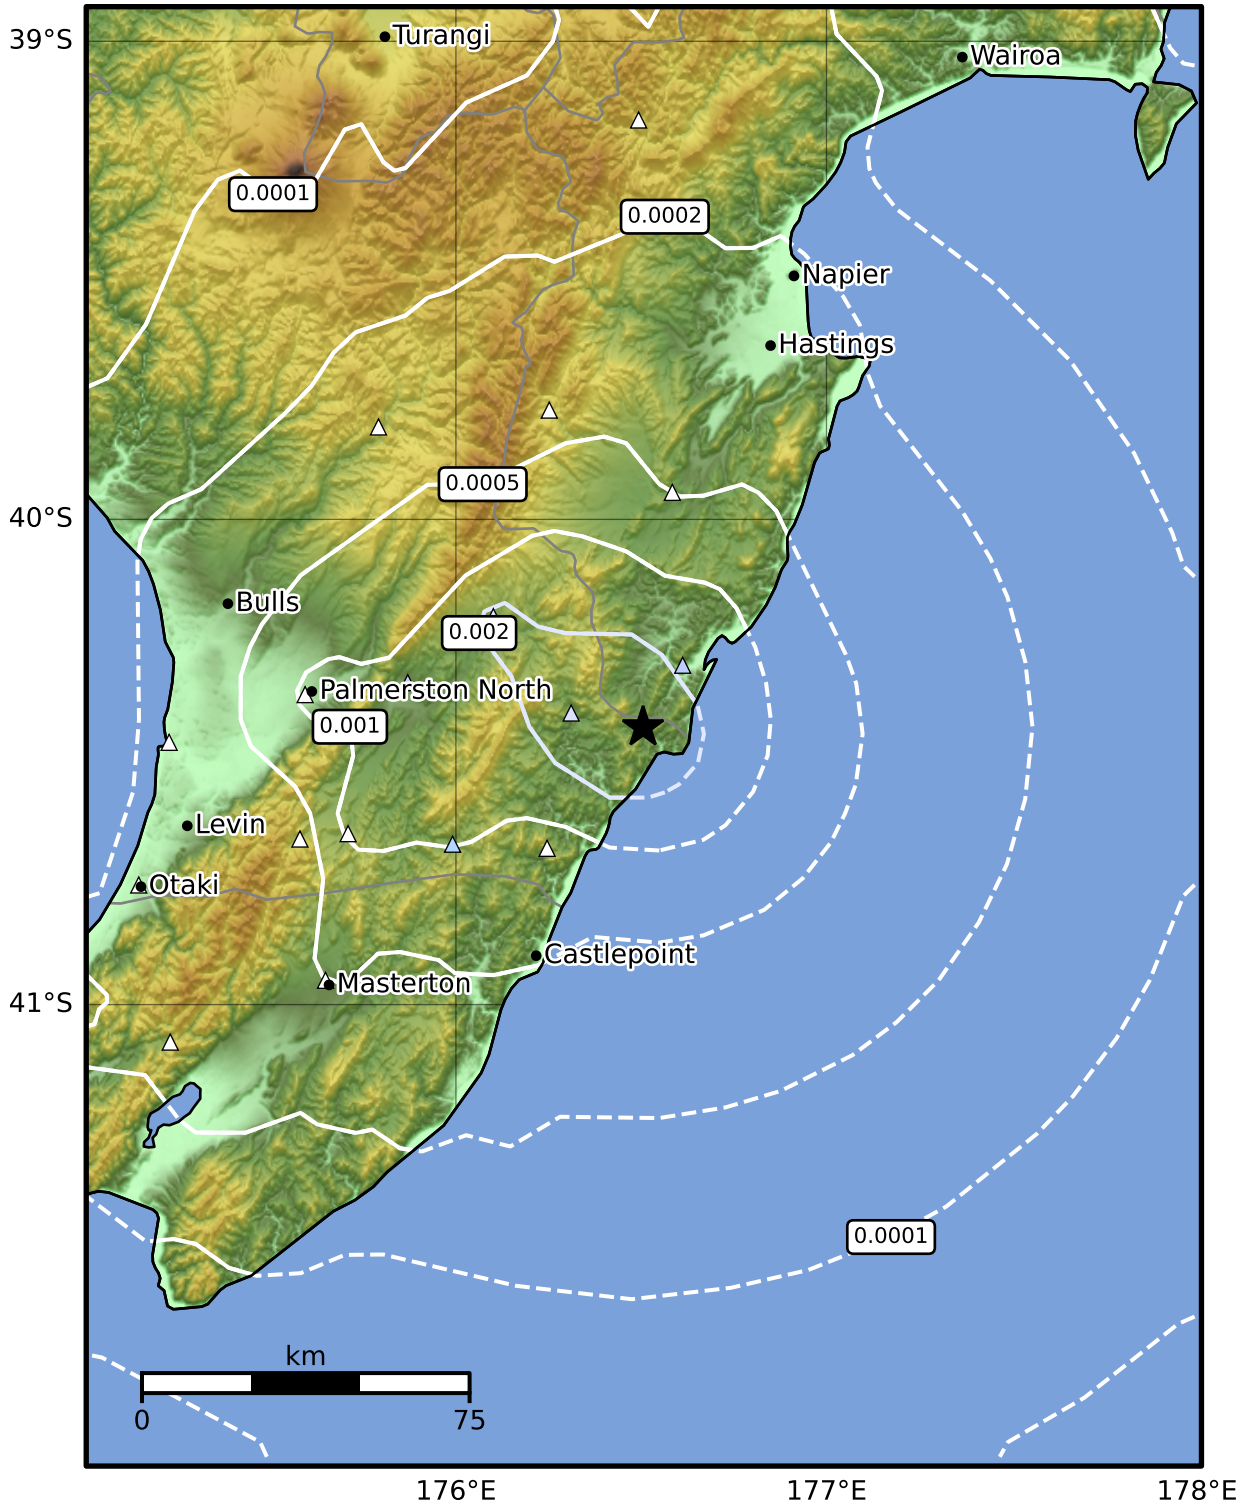 39°S
Turangi
Wairoa
0.0001
0.0002
Napier
Hastings
0.0005
40°S
Bulls
0.002
Palmerston North
0.001
Levin
Otaki
Castlepoint
Masterton
41°S
0.0001
km
0
75
176°E
177°E
178°E